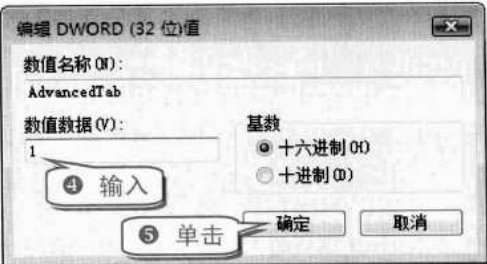 编辑 DWORD (32 位)值
数值名称(N):
AdvancedTab
数值数据(V):
1
基数
十六进制(H)
十进制(D)
❹ 输入
❺ 单击
确定
取消